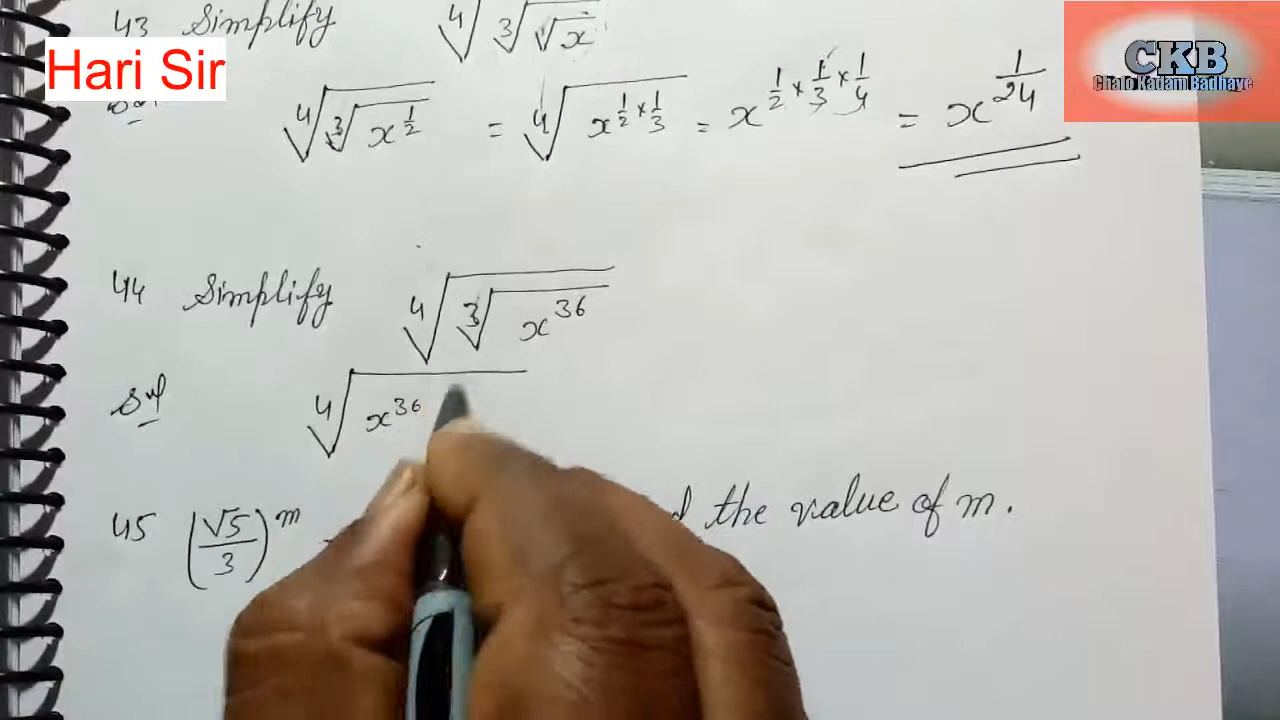 43 Simplify ∜∛√x
Hari Sir
CKB
Chalo Kadam Badhaye
∜∛x^{1/2} = ∜x^{1/2 × 1/3} = x^{1/2 × 1/3 × 1/4} = x^{1/24}
44 Simplify ∜∛x^{36}
Sol ∜x^{36}
45 (√5/3)^m the value of m.